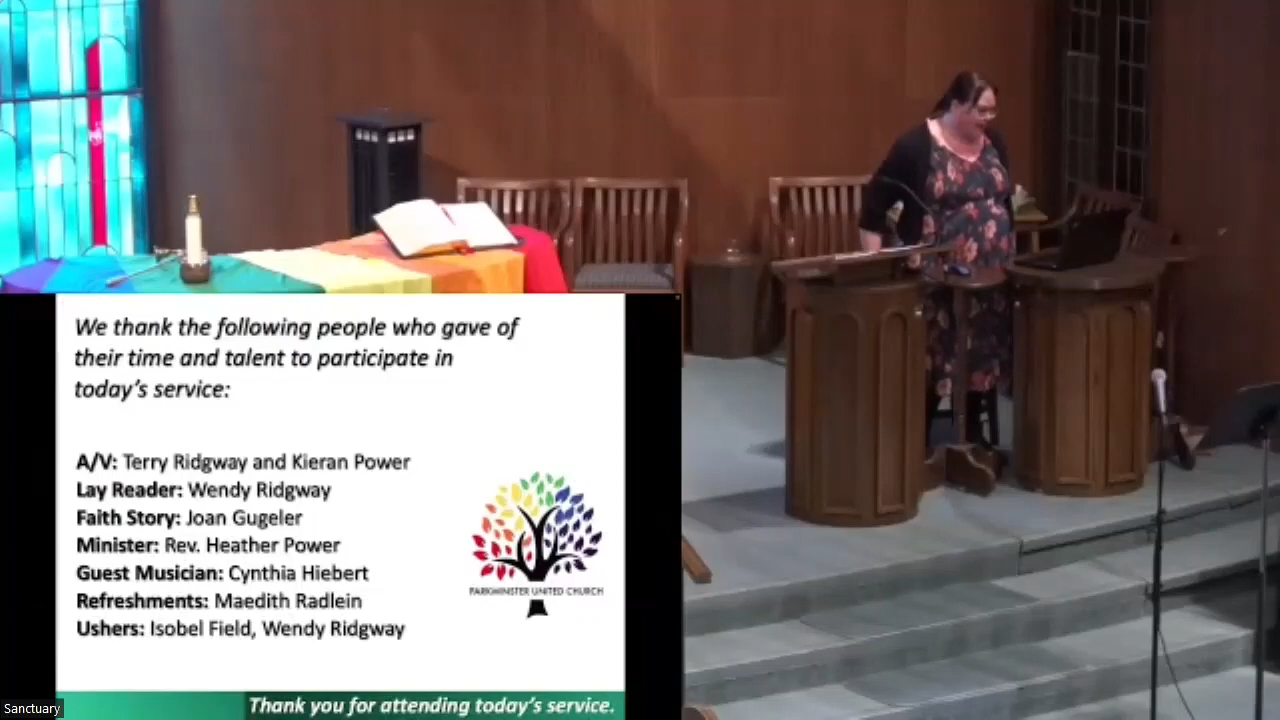 We thank the following people who gave of
their time and talent to participate in
today's service:
A/V: Terry Ridgway and Kieran Power
Lay Reader: Wendy Ridgway
Faith Story: Joan Gugeler
Minister: Rev. Heather Power
Guest Musician: Cynthia Hiebert
Refreshments: Maedith Radlein
Ushers: Isobel Field, Wendy Ridgway
PARKMINSTER UNITED CHURCH
Thank you for attending today's service.
Sanctuary